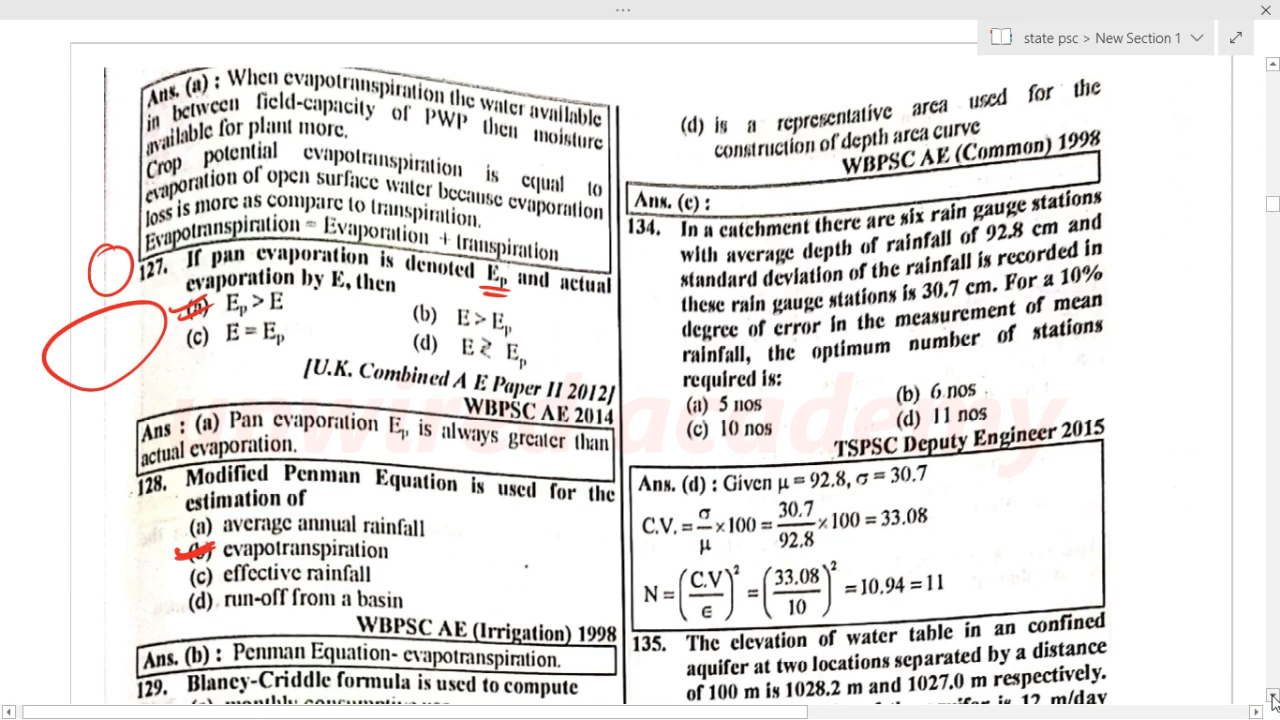 state psc > New Section 1
Ans. (a) : When evapotranspiration the water available
in between field-capacity of PWP then moisture
available for plant more.
Crop potential evapotranspiration is equal to
evaporation of open surface water because evaporation
loss is more as compare to transpiration.
Evapotranspiration = Evaporation + transpiration
127. If pan evaporation is denoted Ep and actual
evaporation by E, then
(a) Ep > E
(b) E > Ep
(c) E = Ep
(d) E ≷ Ep
[U.K. Combined A E Paper II 2012]
WBPSC AE 2014
Ans : (a) Pan evaporation Ep is always greater than
actual evaporation.
128. Modified Penman Equation is used for the
estimation of
(a) average annual rainfall
(b) evapotranspiration
(c) effective rainfall
(d) run-off from a basin
WBPSC AE (Irrigation) 1998
Ans. (b) : Penman Equation- evapotranspiration.
129. Blaney-Criddle formula is used to compute
(d) is a representative area used for the
construction of depth area curve
WBPSC AE (Common) 1998
Ans. (c) :
134. In a catchment there are six rain gauge stations
with average depth of rainfall of 92.8 cm and
standard deviation of the rainfall is recorded in
these rain gauge stations is 30.7 cm. For a 10%
degree of error in the measurement of mean
rainfall, the optimum number of stations
required is:
(a) 5 nos
(b) 6 nos
(c) 10 nos
(d) 11 nos
TSPSC Deputy Engineer 2015
Ans. (d) : Given μ = 92.8, σ = 30.7
C.V. = σ/μ × 100 = 30.7/92.8 × 100 = 33.08
N = (C.V/ϵ)² = (33.08/10)² = 10.94 = 11
135. The elevation of water table in an confined
aquifer at two locations separated by a distance
of 100 m is 1028.2 m and 1027.0 m respectively.
is 12 m/day
academy